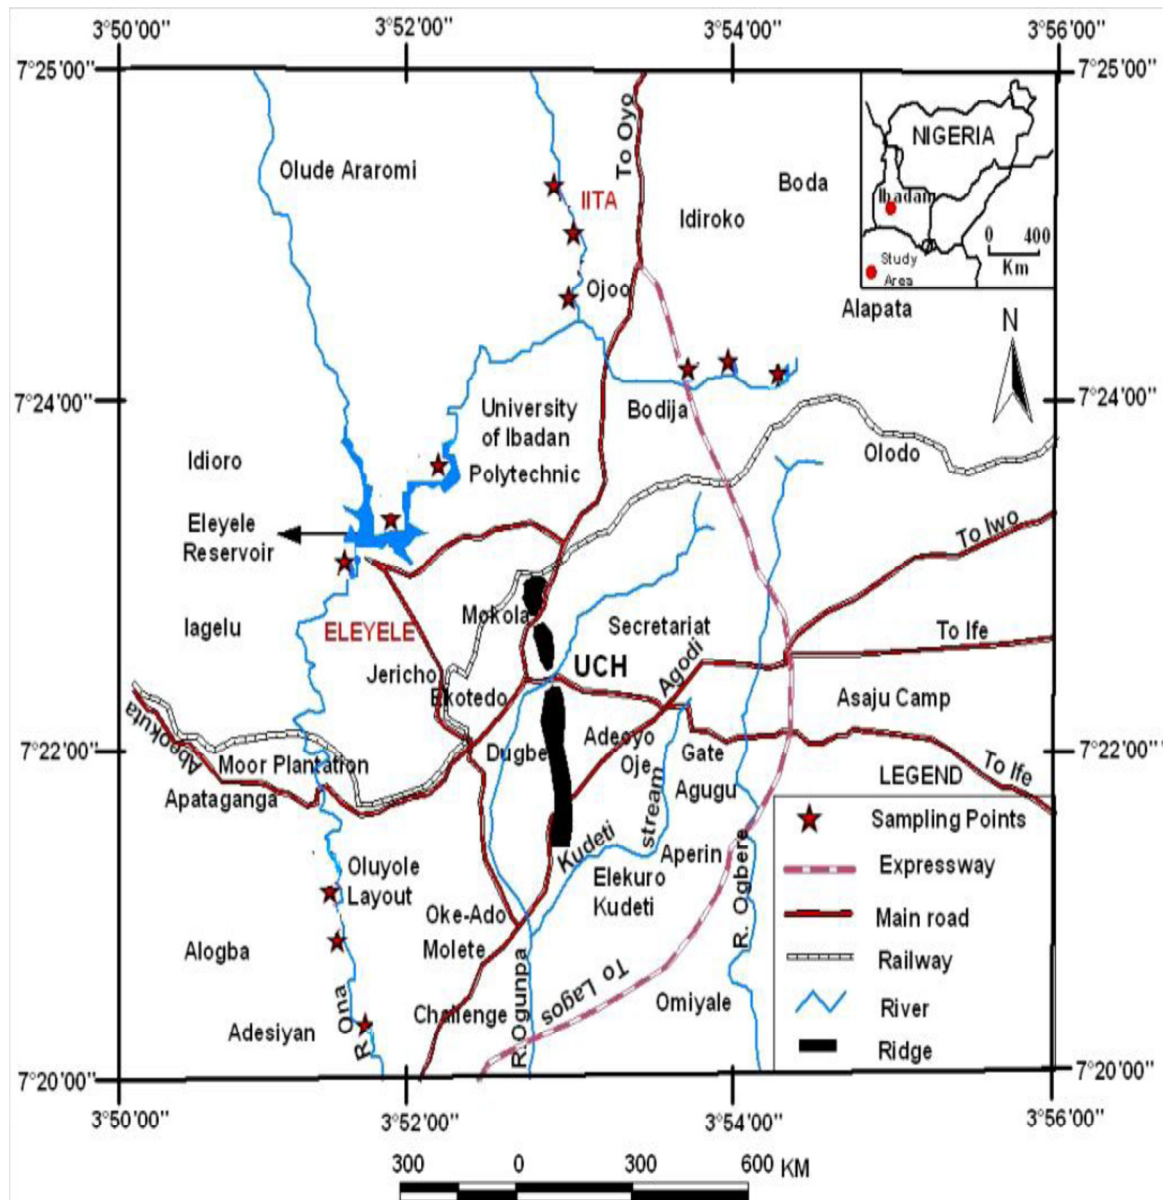 3°50'00"
3°52'00"
3°54'00"
3°56'00"
7°25'00"
7°25'00"
To Oyo
NIGERIA
Ibadan
0 400
Km
Study
Area
Olude Araromi
IITA
Boda
Idiroko
Ojoo
Alapata
N
7°24'00"
7°24'00"
University
of Ibadan
Bodija
Polytechnic
Olodo
Idioro
Eleyele
Reservoir
To Iwo
Mokola
Iagelu
ELEYELE
Secretariat
To Ife
Jericho
UCH
Agodi
Ekotedo
Asaju Camp
Abeokuta
7°22'00"
7°22'00"
Moor Plantation
Dugbe
Adeoyo
Oje
Gate
To Ife
Apataganga
Agugu
stream
LEGEND
Sampling Points
Kudeti
Aperin
Expressway
Oluyole
Layout
Elekuro
Kudeti
R. Ogbere
Oke-Ado
Main road
Molete
Alogba
Railway
To Lagos
R. Ona
R. Ogunpa
Challenge
Omiyale
River
Adesiyan
Ridge
7°20'00"
7°20'00"
3°50'00"
3°52'00"
3°54'00"
3°56'00"
300 0 300 600 KM